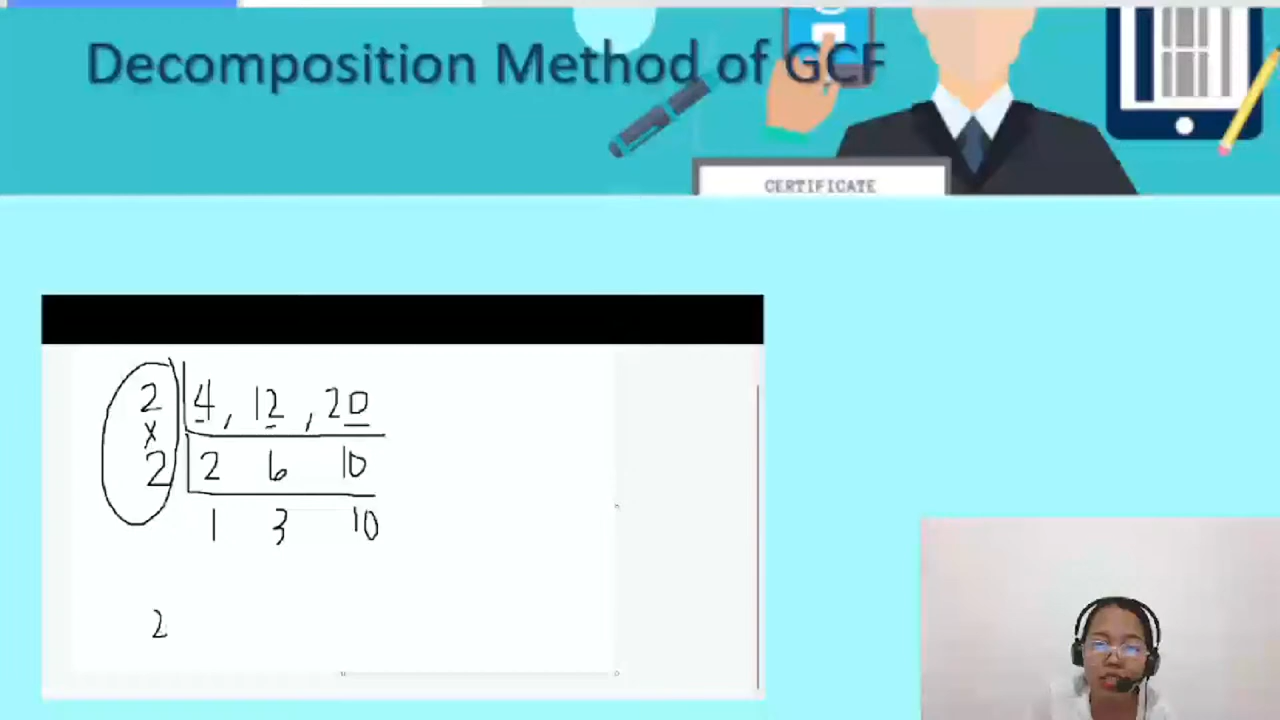 Decomposition Method of GCF
CERTIFICATE
2 4, 12, 20
x
2 2 6 10
1 3 10
2